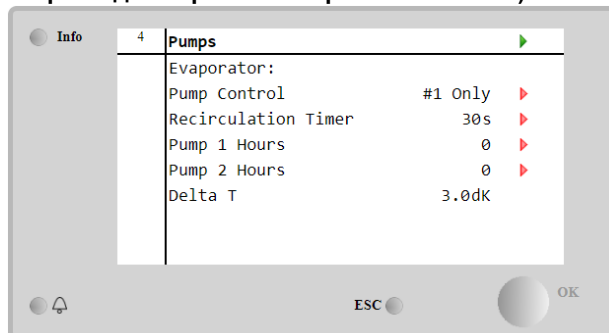 Info
4 Pumps
Evaporator:
Pump Control #1 Only
Recirculation Timer 30s
Pump 1 Hours 0
Pump 2 Hours 0
Delta T 3.0dK
ESC
OK